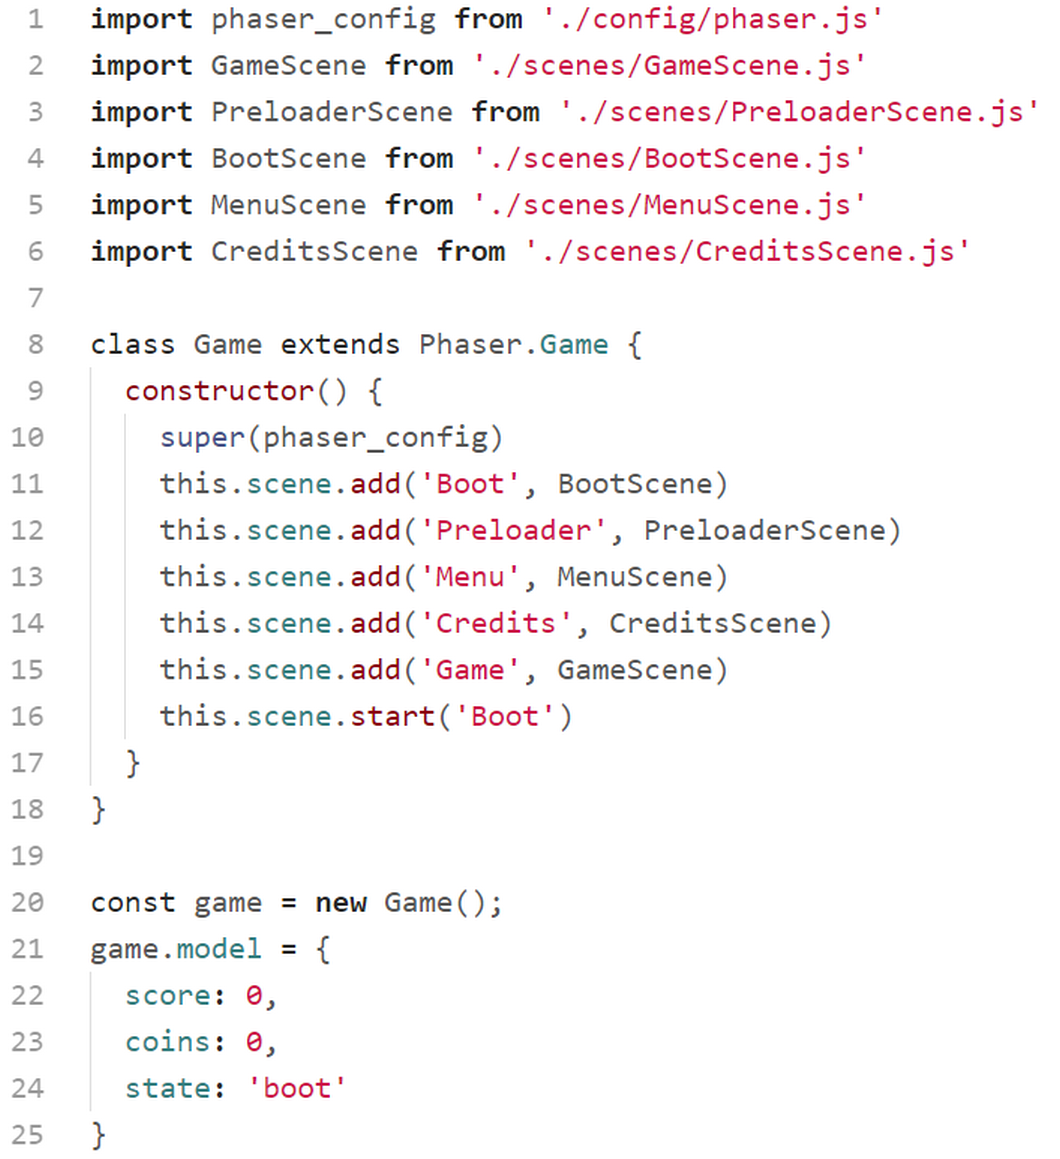 1 import phaser_config from './config/phaser.js'
2 import GameScene from './scenes/GameScene.js'
3 import PreloaderScene from './scenes/PreloaderScene.js'
4 import BootScene from './scenes/BootScene.js'
5 import MenuScene from './scenes/MenuScene.js'
6 import CreditsScene from './scenes/CreditsScene.js'
7
8 class Game extends Phaser.Game {
9   constructor() {
10     super(phaser_config)
11     this.scene.add('Boot', BootScene)
12     this.scene.add('Preloader', PreloaderScene)
13     this.scene.add('Menu', MenuScene)
14     this.scene.add('Credits', CreditsScene)
15     this.scene.add('Game', GameScene)
16     this.scene.start('Boot')
17   }
18 }
19
20 const game = new Game();
21 game.model = {
22   score: 0,
23   coins: 0,
24   state: 'boot'
25 }